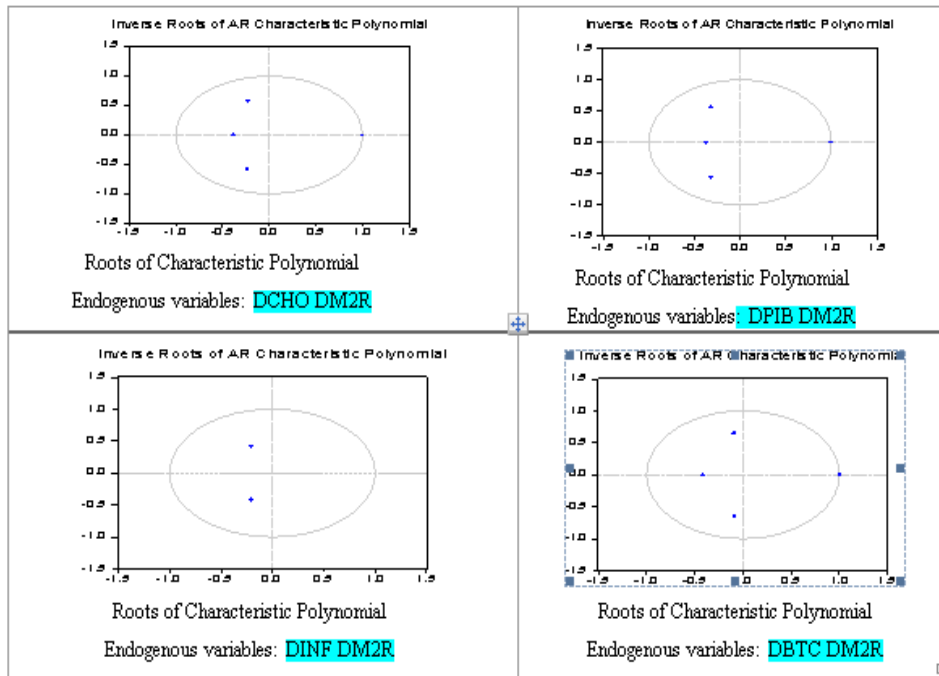 Inverse Roots of AR Characteristic Polynomial
1.5
1.0
0.5
0.0
-0.5
-1.0
-1.5
-1.5 -1.0 -0.5 0.0 0.5 1.0 1.5
Roots of Characteristic Polynomial
Endogenous variables: DCHO DM2R
Inverse Roots of AR Characteristic Polynomial
1.5
1.0
0.5
0.0
-0.5
-1.0
-1.5
-1.5 -1.0 -0.5 0.0 0.5 1.0 1.5
Roots of Characteristic Polynomial
Endogenous variables: DPIB DM2R
Inverse Roots of AR Characteristic Polynomial
1.5
1.0
0.5
0.0
-0.5
-1.0
-1.5
-1.5 -1.0 -0.5 0.0 0.5 1.0 1.5
Roots of Characteristic Polynomial
Endogenous variables: DINF DM2R
Inverse Roots of AR Characteristic Polynomial
1.5
1.0
0.5
0.0
-0.5
-1.0
-1.5
-1.5 -1.0 -0.5 0.0 0.5 1.0 1.5
Roots of Characteristic Polynomial
Endogenous variables: DBTC DM2R